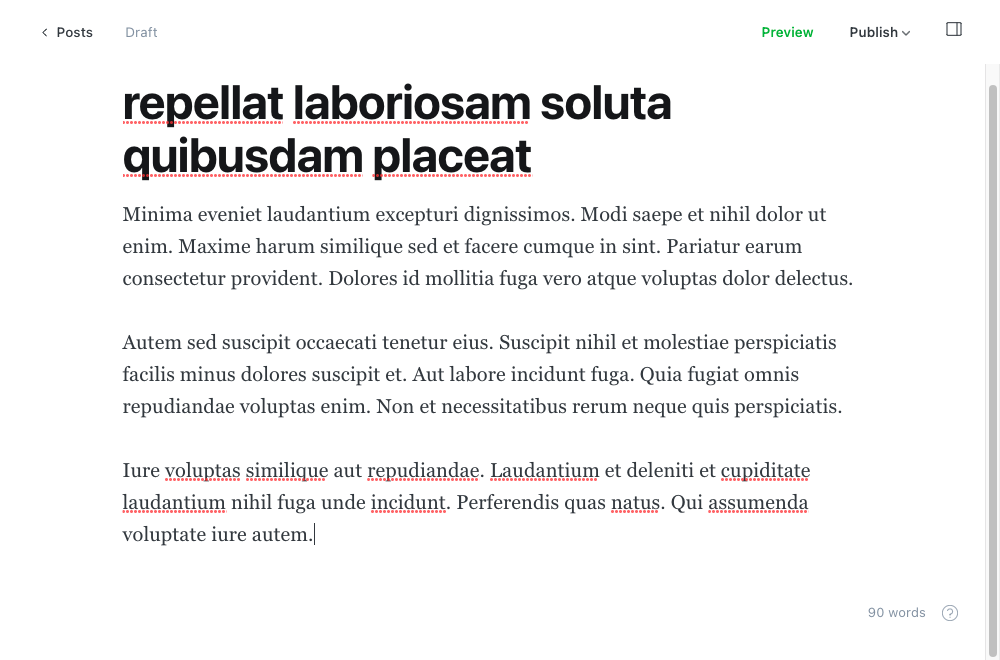 Posts
Draft
Preview
Publish
repellat laboriosam soluta
quibusdam placeat
Minima eveniet laudantium excepturi dignissimos. Modi saepe et nihil dolor ut
enim. Maxime harum similique sed et facere cumque in sint. Pariatur earum
consectetur provident. Dolores id mollitia fuga vero atque voluptas dolor delectus.
Autem sed suscipit occaecati tenetur eius. Suscipit nihil et molestiae perspiciatis
facilis minus dolores suscipit et. Aut labore incidunt fuga. Quia fugiat omnis
repudiandae voluptas enim. Non et necessitatibus rerum neque quis perspiciatis.
Iure voluptas similique aut repudiandae. Laudantium et deleniti et cupiditate
laudantium nihil fuga unde incidunt. Perferendis quas natus. Qui assumenda
voluptate iure autem.
90 words
?